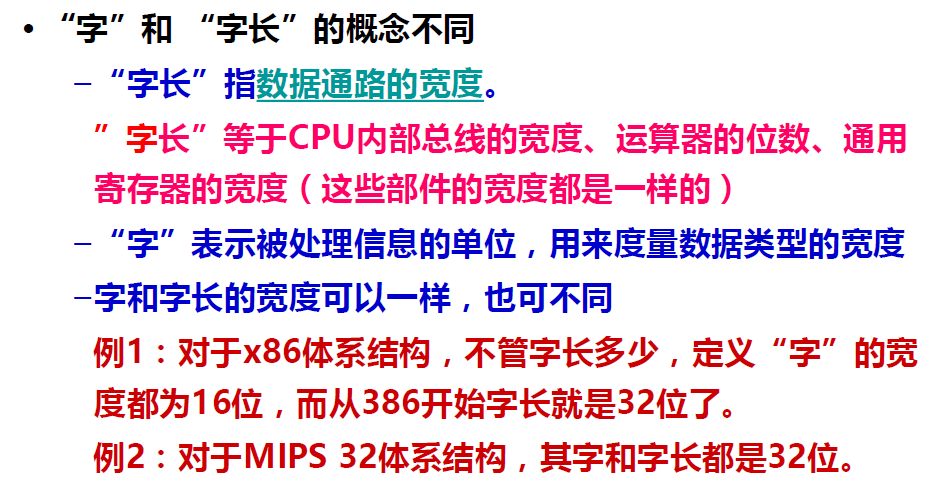 • “字”和 “字长”的概念不同
–“字长”指数据通路的宽度。
”字长”等于CPU内部总线的宽度、运算器的位数、通用
寄存器的宽度（这些部件的宽度都是一样的）
–“字”表示被处理信息的单位，用来度量数据类型的宽度
–字和字长的宽度可以一样，也可不同
例1：对于x86体系结构，不管字长多少，定义“字”的宽
度都为16位，而从386开始字长就是32位了。
例2：对于MIPS 32体系结构，其字和字长都是32位。